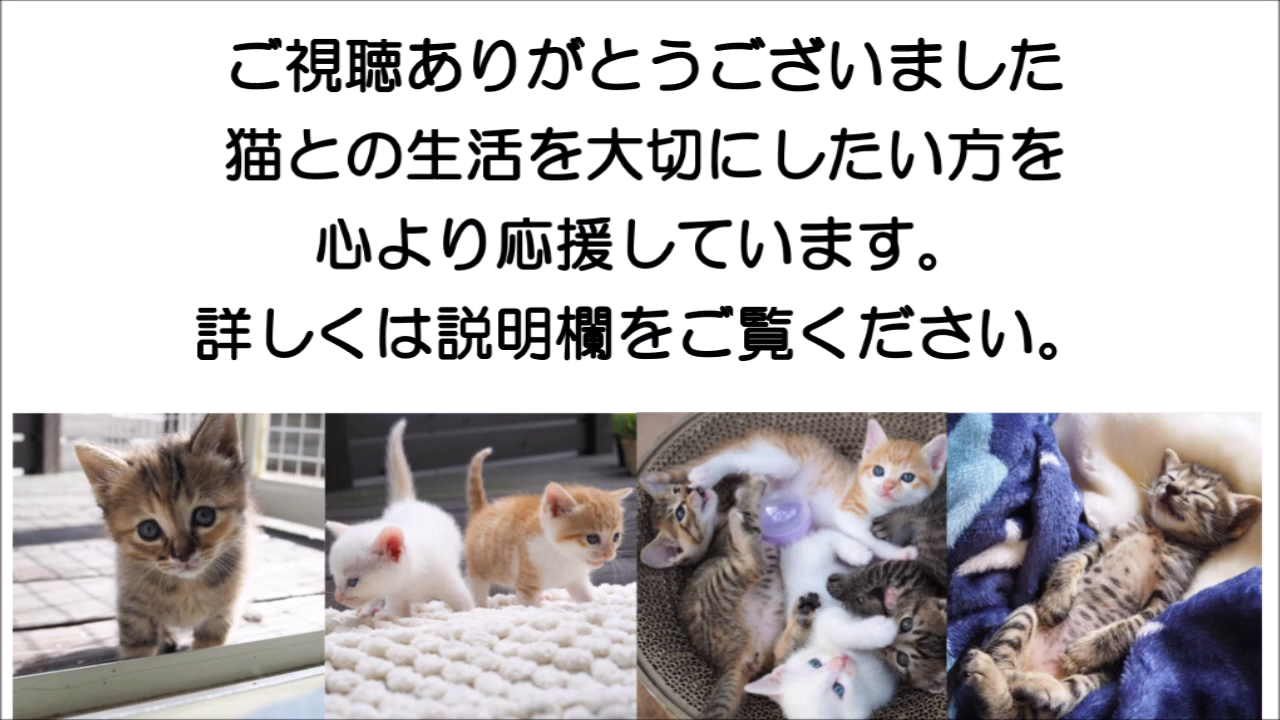 ご視聴ありがとうございました
猫との生活を大切にしたい方を
心より応援しています。
詳しくは説明欄をご覧ください。